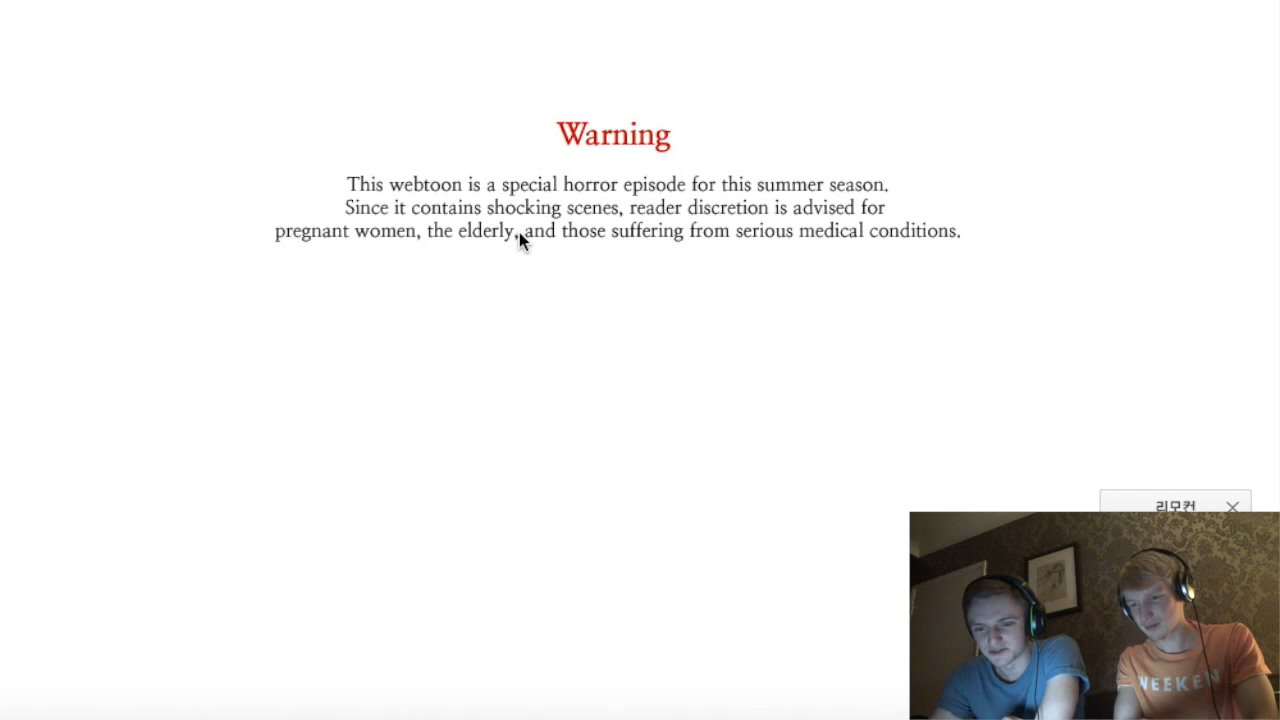 Warning
This webtoon is a special horror episode for this summer season.
Since it contains shocking scenes, reader discretion is advised for
pregnant women, the elderly, and those suffering from serious medical conditions.
리모컨
WEEKEN